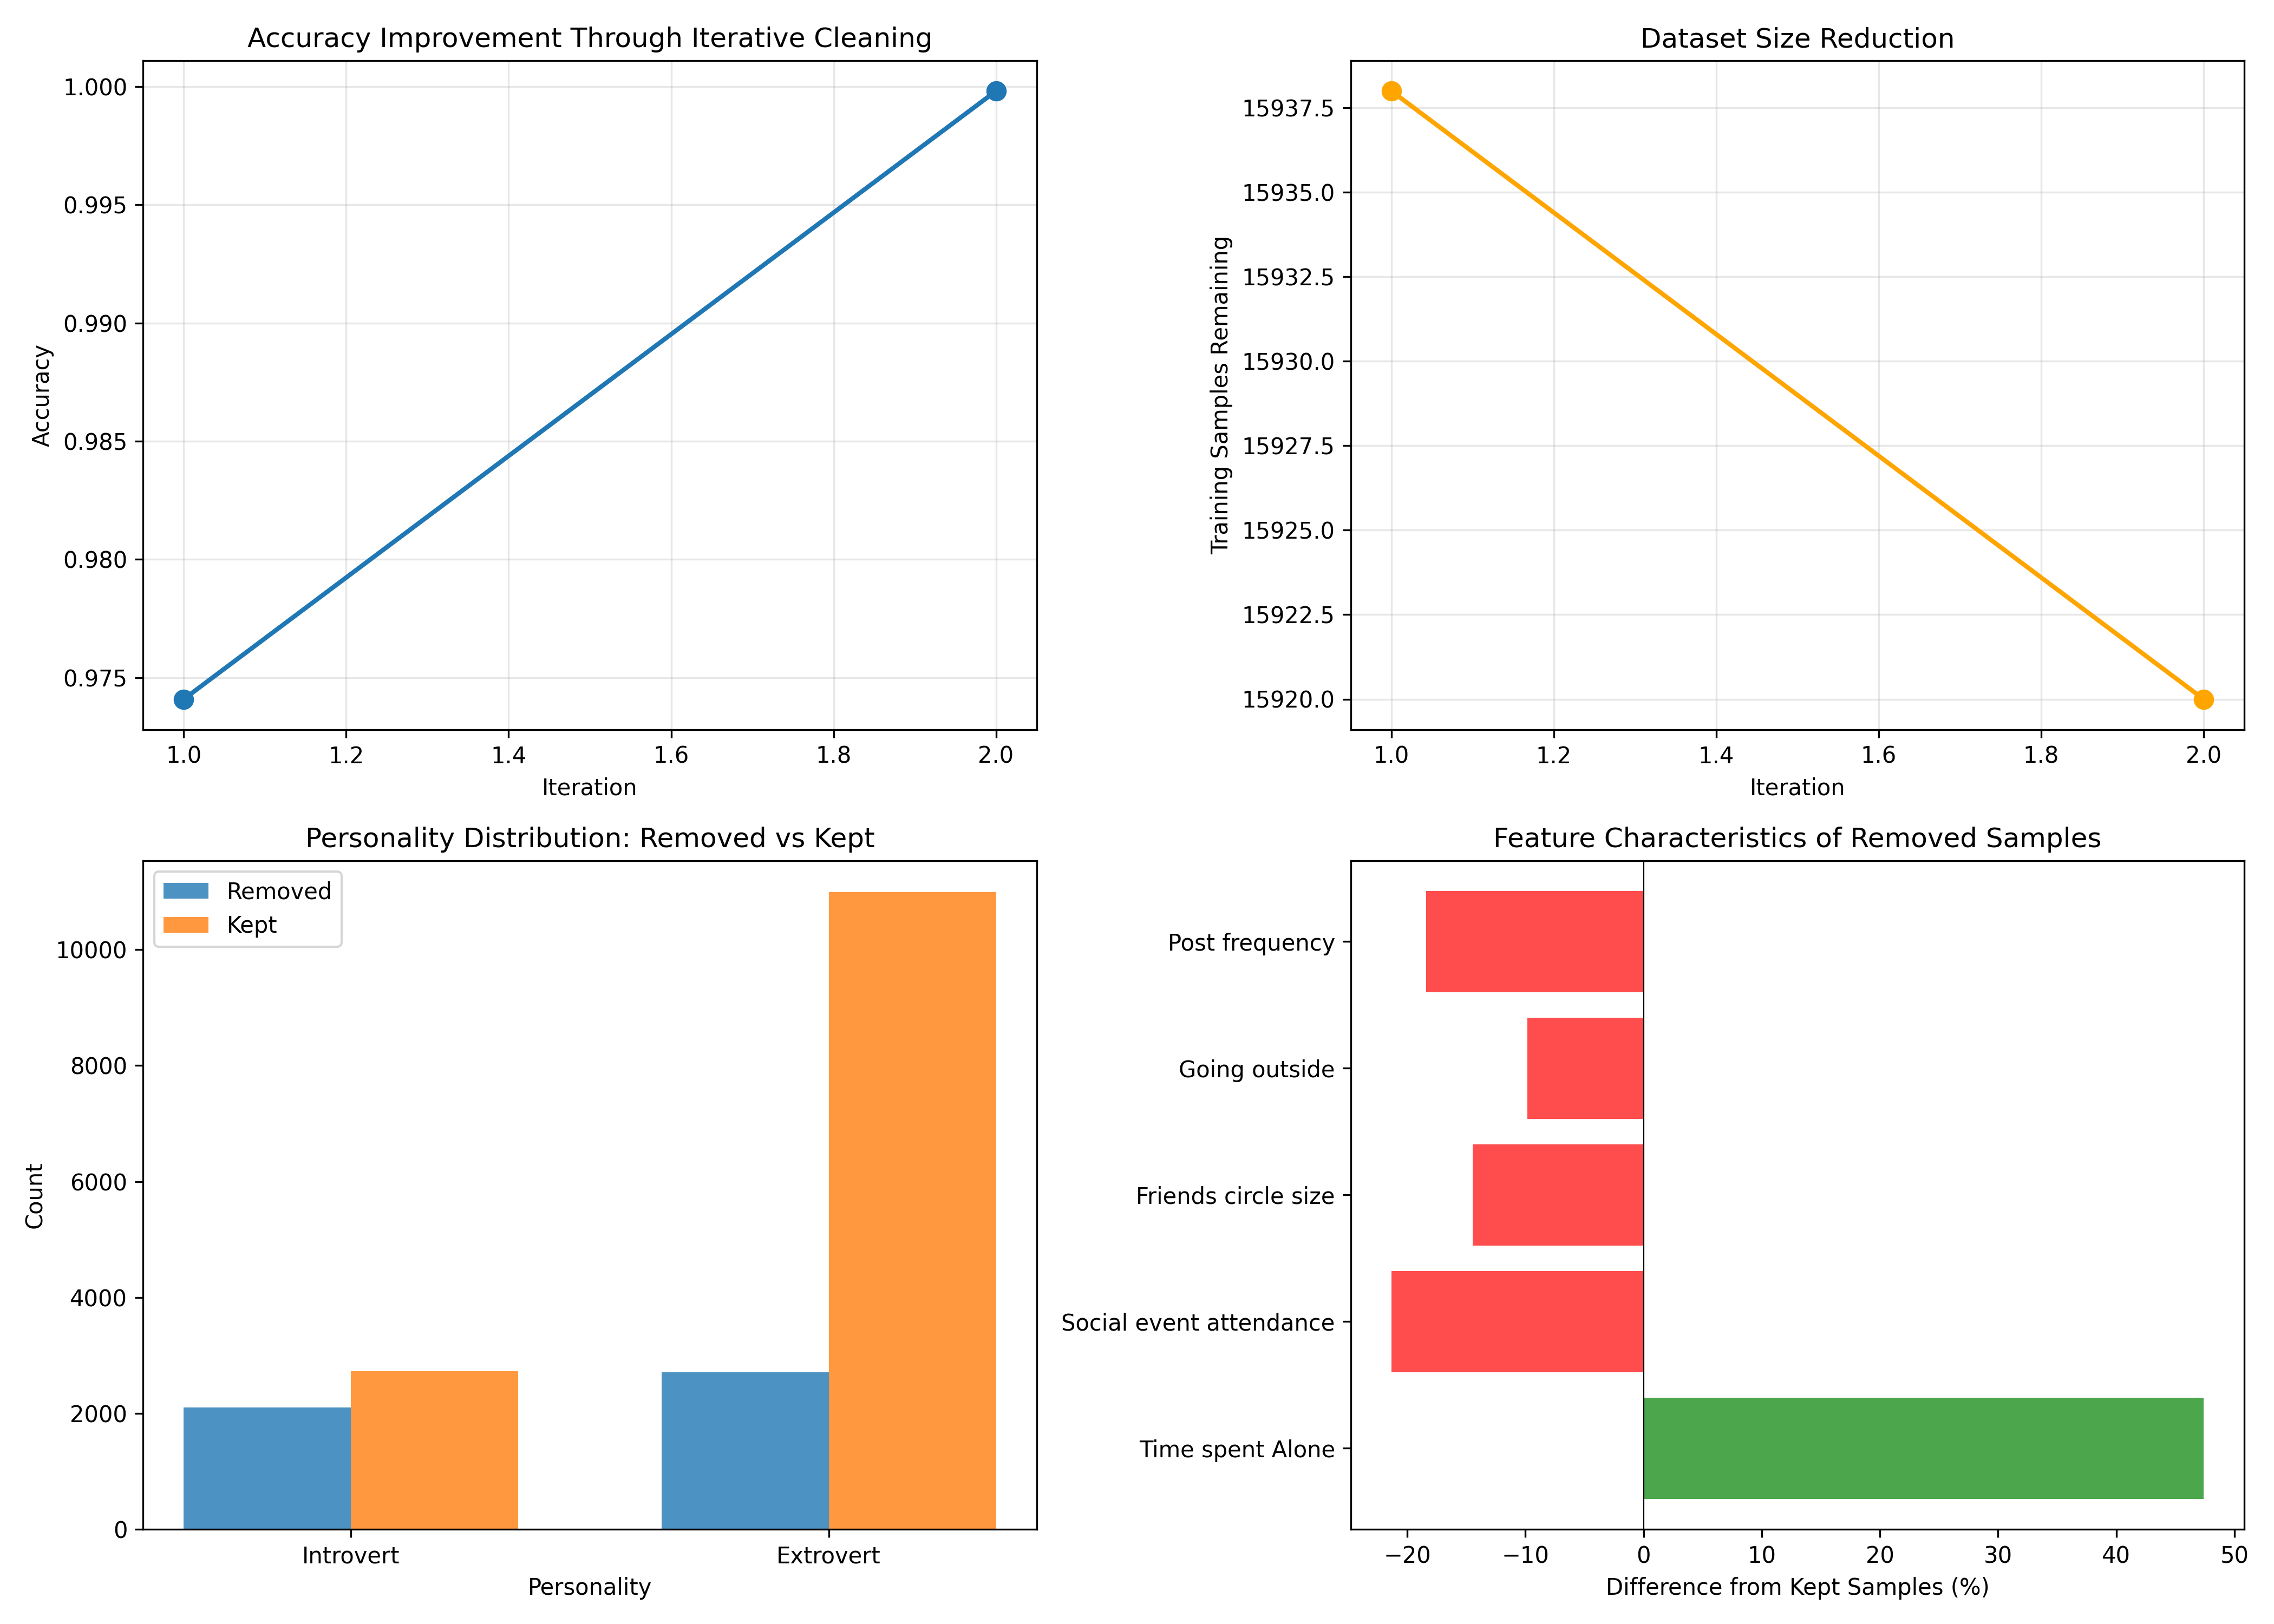 Accuracy Improvement Through Iterative Cleaning
1.000
0.995
0.990
0.985
0.980
0.975
Accuracy
1.0 1.2 1.4 1.6 1.8 2.0
Iteration
Dataset Size Reduction
15937.5
15935.0
15932.5
15930.0
15927.5
15925.0
15922.5
15920.0
Training Samples Remaining
1.0 1.2 1.4 1.6 1.8 2.0
Iteration
Personality Distribution: Removed vs Kept
Removed
Kept
10000
8000
6000
4000
2000
0
Count
Introvert Extrovert
Personality
Feature Characteristics of Removed Samples
Post frequency
Going outside
Friends circle size
Social event attendance
Time spent Alone
−20 −10 0 10 20 30 40 50
Difference from Kept Samples (%)